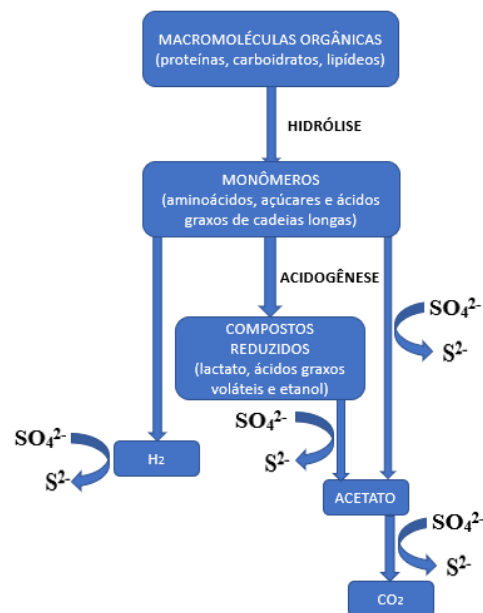 MACROMOLÉCULAS ORGÂNICAS
(proteínas, carboidratos, lipídeos)
HIDRÓLISE
MONÔMEROS
(aminoácidos, açúcares e ácidos
graxos de cadeias longas)
ACIDOGÊNESE
SO₄²⁻
S²⁻
COMPOSTOS
REDUZIDOS
(lactato, ácidos graxos
voláteis e etanol)
SO₄²⁻
S²⁻
SO₄²⁻
S²⁻
H₂
ACETATO
SO₄²⁻
S²⁻
CO₂